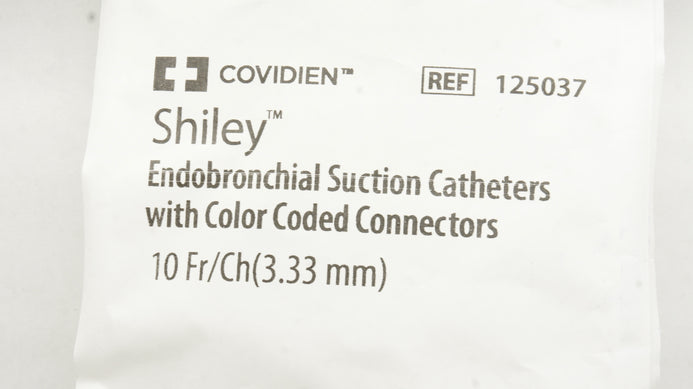 COVIDIEN™ REF 125037
Shiley™
Endobronchial Suction Catheters
with Color Coded Connectors
10 Fr/Ch(3.33 mm)